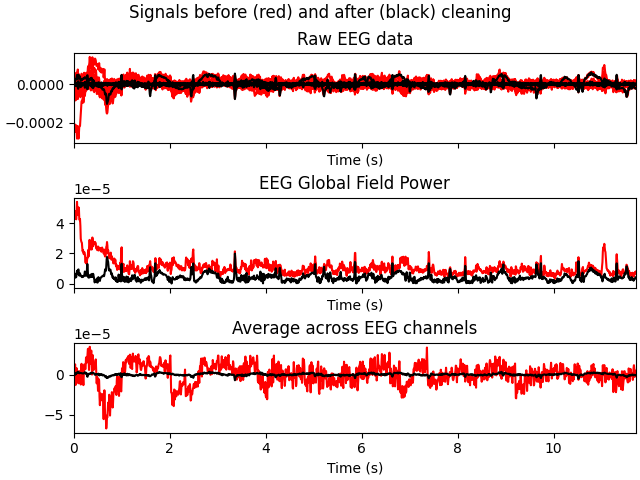 Signals before (red) and after (black) cleaning
Raw EEG data
0.0000
−0.0002
Time (s)
EEG Global Field Power
1e−5
4
2
0
Time (s)
Average across EEG channels
1e−5
0
−5
0 2 4 6 8 10
Time (s)